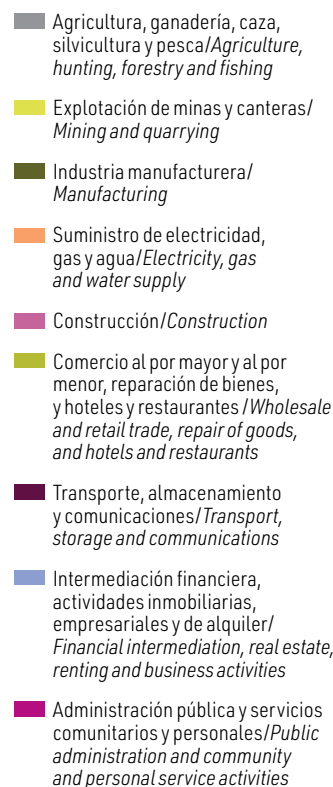 Agricultura, ganadería, caza,
silvicultura y pesca/Agriculture,
hunting, forestry and fishing
Explotación de minas y canteras/
Mining and quarrying
Industria manufacturera/
Manufacturing
Suministro de electricidad,
gas y agua/Electricity, gas
and water supply
Construcción/Construction
Comercio al por mayor y al por
menor, reparación de bienes,
y hoteles y restaurantes /Wholesale
and retail trade, repair of goods,
and hotels and restaurants
Transporte, almacenamiento
y comunicaciones/Transport,
storage and communications
Intermediación financiera,
actividades inmobiliarias,
empresariales y de alquiler/
Financial intermediation, real estate,
renting and business activities
Administración pública y servicios
comunitarios y personales/Public
administration and community
and personal service activities